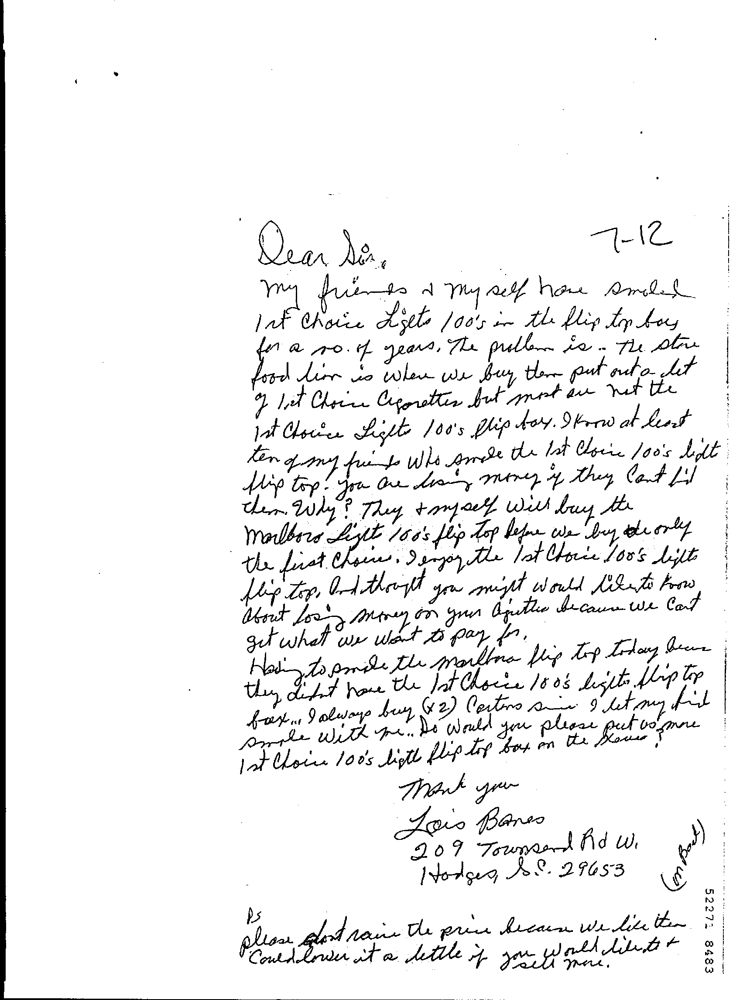 7-12
Dear Sir,
My friends & myself have smoked
1st Choice Lights 100's in the flip top box
for a no. of years. The problem is.. The store
food lion is where we buy them put out a lot
of 1st Choice Cigarettes but most are not the
1st Choice Lights 100's flip box. I know at least
ten of my friends who smoke the 1st Choice 100's light
flip top. you are losing money if they Cant find
them. Why? They & myself will buy the
Marlboro Light 100's flip top before we buy only
the first Choice. I enjoy the 1st Choice 100's lights
flip top, And thought you might would like to know
about losing money on your because we Cant
get what we want to pay for.
Having to smoke the marlboro flip top today
they didn't have the 1st Choice 100's lights flip top
box... I always buy (x2) Cartons since I let my friend
smoke with me.. So would you please put us more
1st Choice 100's light flip top box on the
Thank you
Lois Banes
209 Townsend Rd W.
Hodges, S.C. 29653
(on Back)
Ps
please dont raise the price because we like them
Could lower it a little if you would like to &
sell more.
52271 8483